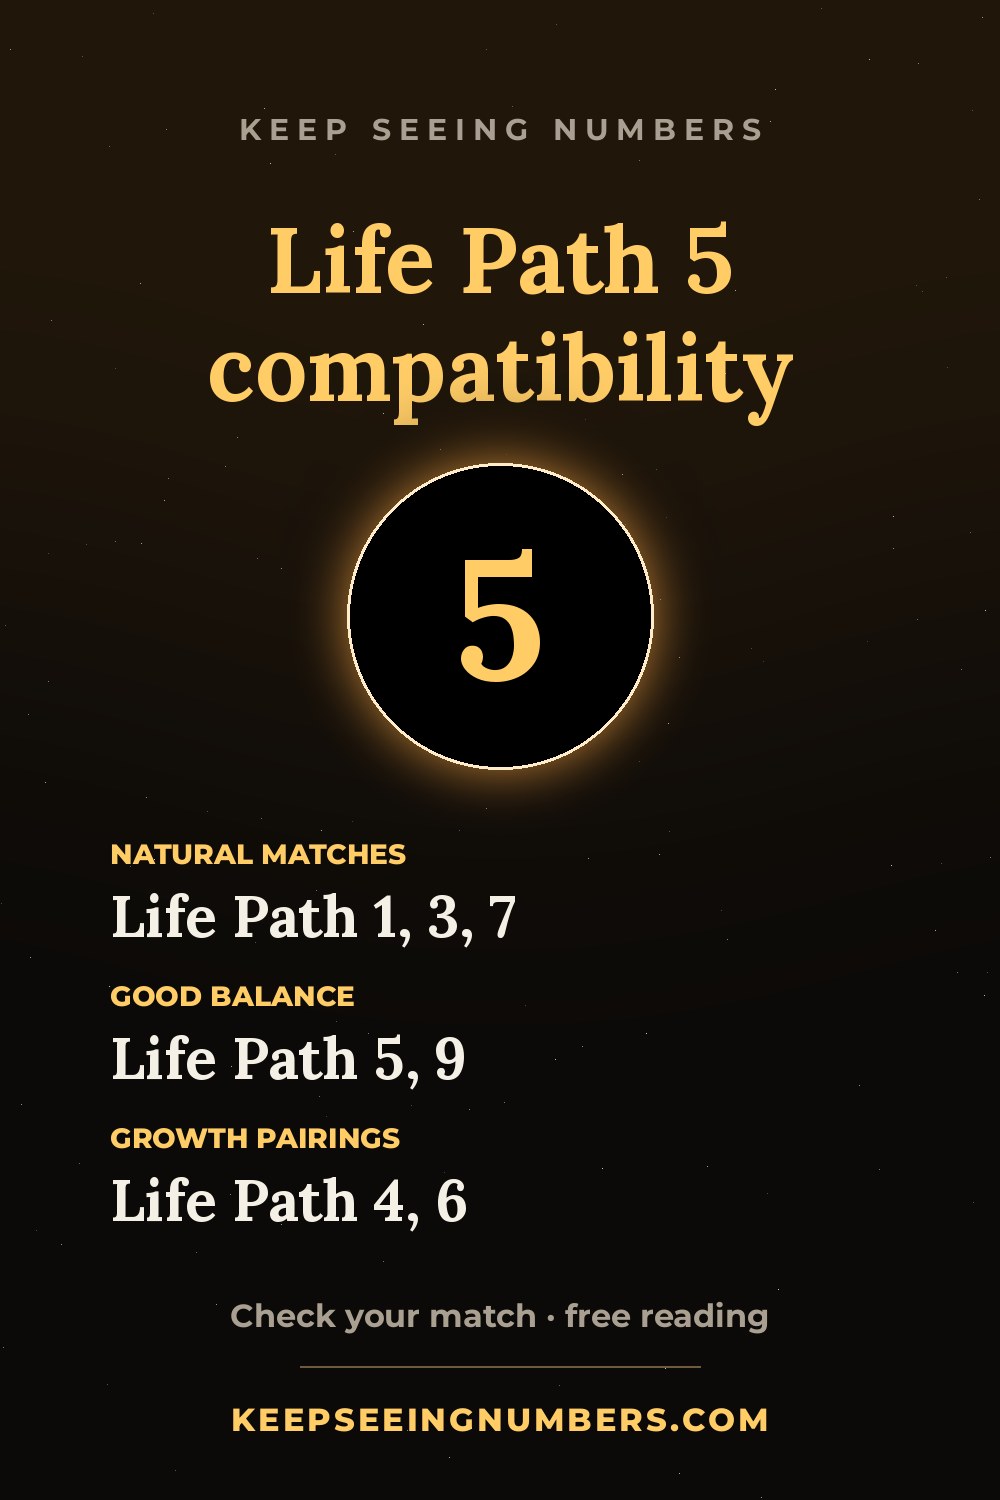 KEEP SEEING NUMBERS
Life Path 5
compatibility
5
NATURAL MATCHES
Life Path 1, 3, 7
GOOD BALANCE
Life Path 5, 9
GROWTH PAIRINGS
Life Path 4, 6
Check your match · free reading
KEEPSEEINGNUMBERS.COM